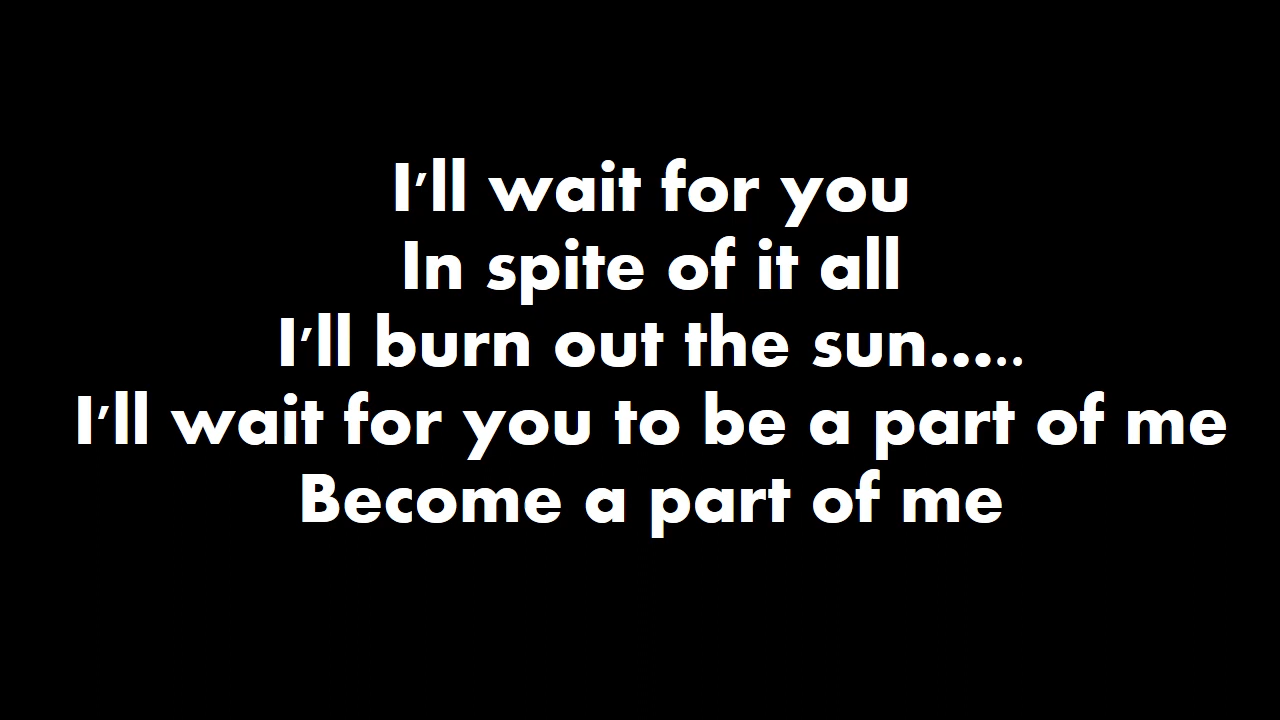 I'll wait for you
In spite of it all
I'll burn out the sun.....
I'll wait for you to be a part of me
Become a part of me